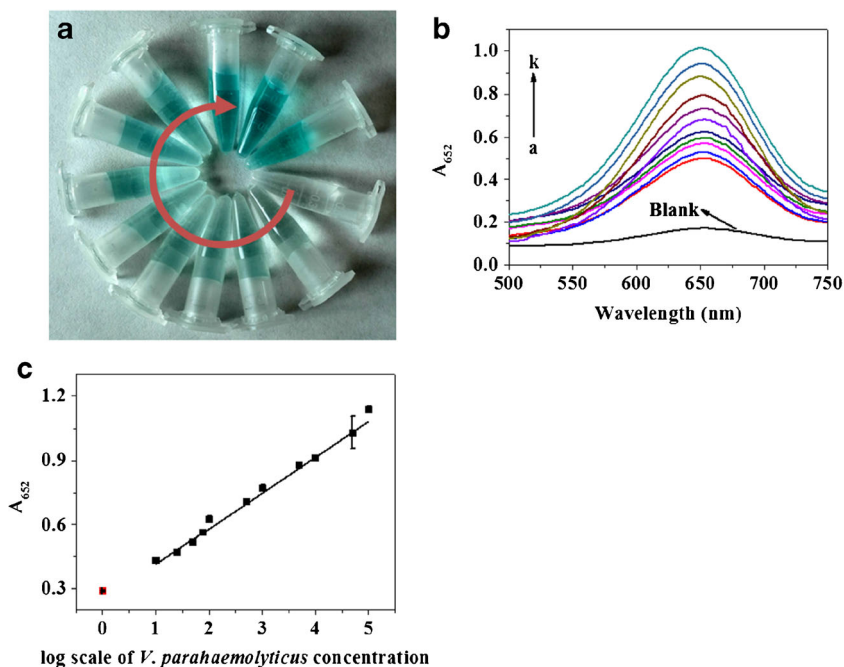 a
b
1.0
0.8
0.6
0.4
0.2
0.0
A652
k
a
Blank
500 550 600 650 700 750
Wavelength (nm)
c
1.2
0.9
0.6
0.3
A652
0 1 2 3 4 5
log scale of V. parahaemolyticus concentration